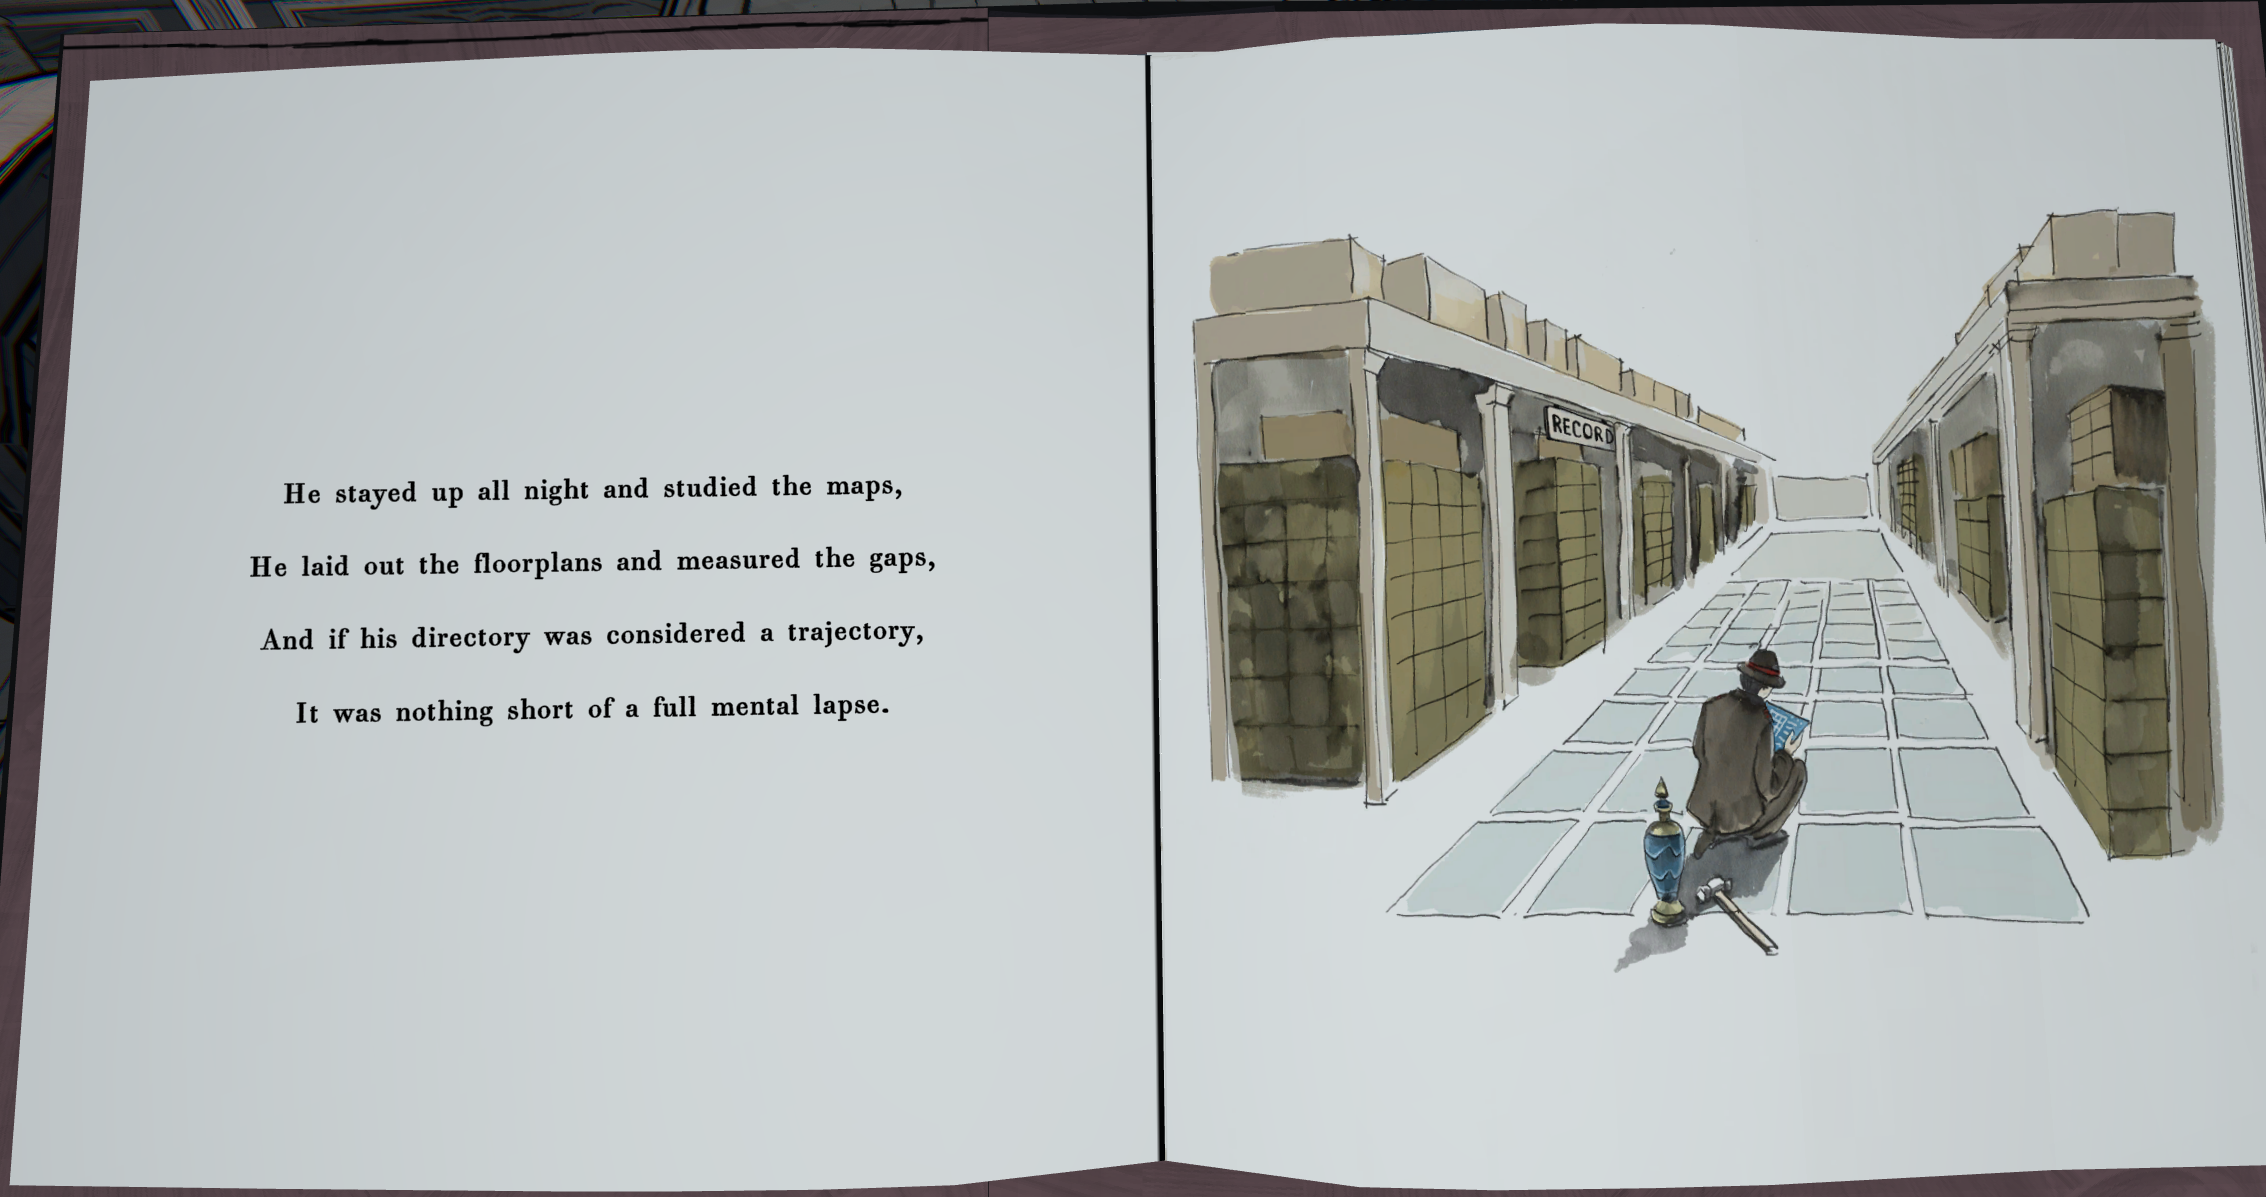 He stayed up all night and studied the maps,
He laid out the floorplans and measured the gaps,
And if his directory was considered a trajectory,
It was nothing short of a full mental lapse.
RECORD